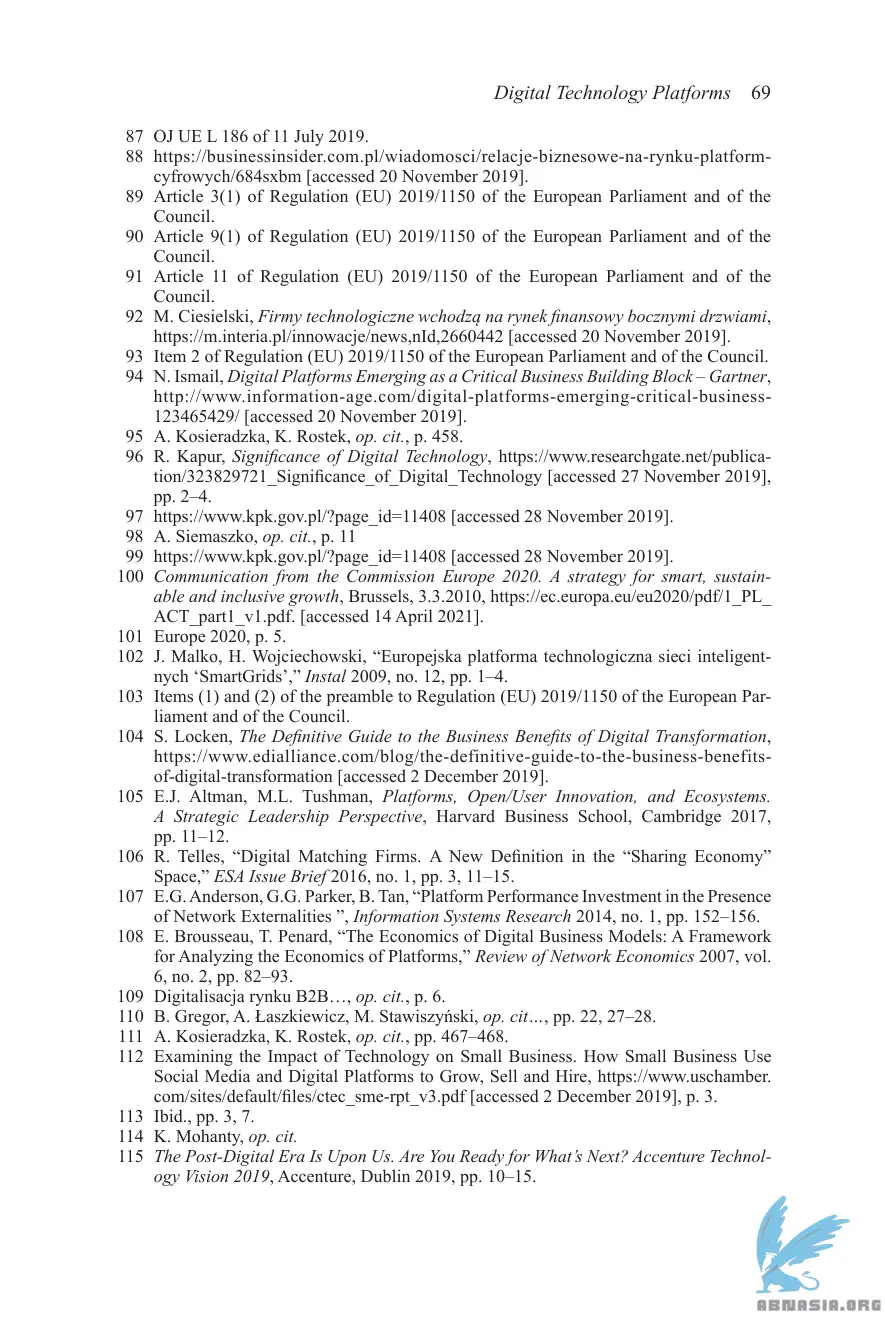 Digital Technology Platforms 69
87 OJ UE L 186 of 11 July 2019.
88 https://businessinsider.com.pl/wiadomosci/relacje-biznesowe-na-rynku-platform-
cyfrowych/684sxbm [accessed 20 November 2019].
89 Article 3(1) of Regulation (EU) 2019/1150 of the European Parliament and of the
Council.
90 Article 9(1) of Regulation (EU) 2019/1150 of the European Parliament and of the
Council.
91 Article 11 of Regulation (EU) 2019/1150 of the European Parliament and of the
Council.
92 M. Ciesielski, Firmy technologiczne wchodzą na rynek finansowy bocznymi drzwiami,
https://m.interia.pl/innowacje/news,nId,2660442 [accessed 20 November 2019].
93 Item 2 of Regulation (EU) 2019/1150 of the European Parliament and of the Council.
94 N. Ismail, Digital Platforms Emerging as a Critical Business Building Block – Gartner,
http://www.information-age.com/digital-platforms-emerging-critical-business-
123465429/ [accessed 20 November 2019].
95 A. Kosieradzka, K. Rostek, op. cit., p. 458.
96 R. Kapur, Significance of Digital Technology, https://www.researchgate.net/publica-
tion/323829721_Significance_of_Digital_Technology [accessed 27 November 2019],
pp. 2–4.
97 https://www.kpk.gov.pl/?page_id=11408 [accessed 28 November 2019].
98 A. Siemaszko, op. cit., p. 11
99 https://www.kpk.gov.pl/?page_id=11408 [accessed 28 November 2019].
100 Communication from the Commission Europe 2020. A strategy for smart, sustain-
able and inclusive growth, Brussels, 3.3.2010, https://ec.europa.eu/eu2020/pdf/1_PL_
ACT_part1_v1.pdf. [accessed 14 April 2021].
101 Europe 2020, p. 5.
102 J. Malko, H. Wojciechowski, “Europejska platforma technologiczna sieci inteligent-
nych ‘SmartGrids’,” Instal 2009, no. 12, pp. 1–4.
103 Items (1) and (2) of the preamble to Regulation (EU) 2019/1150 of the European Par-
liament and of the Council.
104 S. Locken, The Definitive Guide to the Business Benefits of Digital Transformation,
https://www.edialliance.com/blog/the-definitive-guide-to-the-business-benefits-
of-digital-transformation [accessed 2 December 2019].
105 E.J. Altman, M.L. Tushman, Platforms, Open/User Innovation, and Ecosystems.
A Strategic Leadership Perspective, Harvard Business School, Cambridge 2017,
pp. 11–12.
106 R. Telles, “Digital Matching Firms. A New Definition in the “Sharing Economy”
Space,” ESA Issue Brief 2016, no. 1, pp. 3, 11–15.
107 E.G. Anderson, G.G. Parker, B. Tan, “Platform Performance Investment in the Presence
of Network Externalities ”, Information Systems Research 2014, no. 1, pp. 152–156.
108 E. Brousseau, T. Penard, “The Economics of Digital Business Models: A Framework
for Analyzing the Economics of Platforms,” Review of Network Economics 2007, vol.
6, no. 2, pp. 82–93.
109 Digitalisacja rynku B2B…, op. cit., p. 6.
110 B. Gregor, A. Łaszkiewicz, M. Stawiszyński, op. cit…, pp. 22, 27–28.
111 A. Kosieradzka, K. Rostek, op. cit., pp. 467–468.
112 Examining the Impact of Technology on Small Business. How Small Business Use
Social Media and Digital Platforms to Grow, Sell and Hire, https://www.uschamber.
com/sites/default/files/ctec_sme-rpt_v3.pdf [accessed 2 December 2019], p. 3.
113 Ibid., pp. 3, 7.
114 K. Mohanty, op. cit.
115 The Post-Digital Era Is Upon Us. Are You Ready for What’s Next? Accenture Technol-
ogy Vision 2019, Accenture, Dublin 2019, pp. 10–15.
ABNASIA.ORG